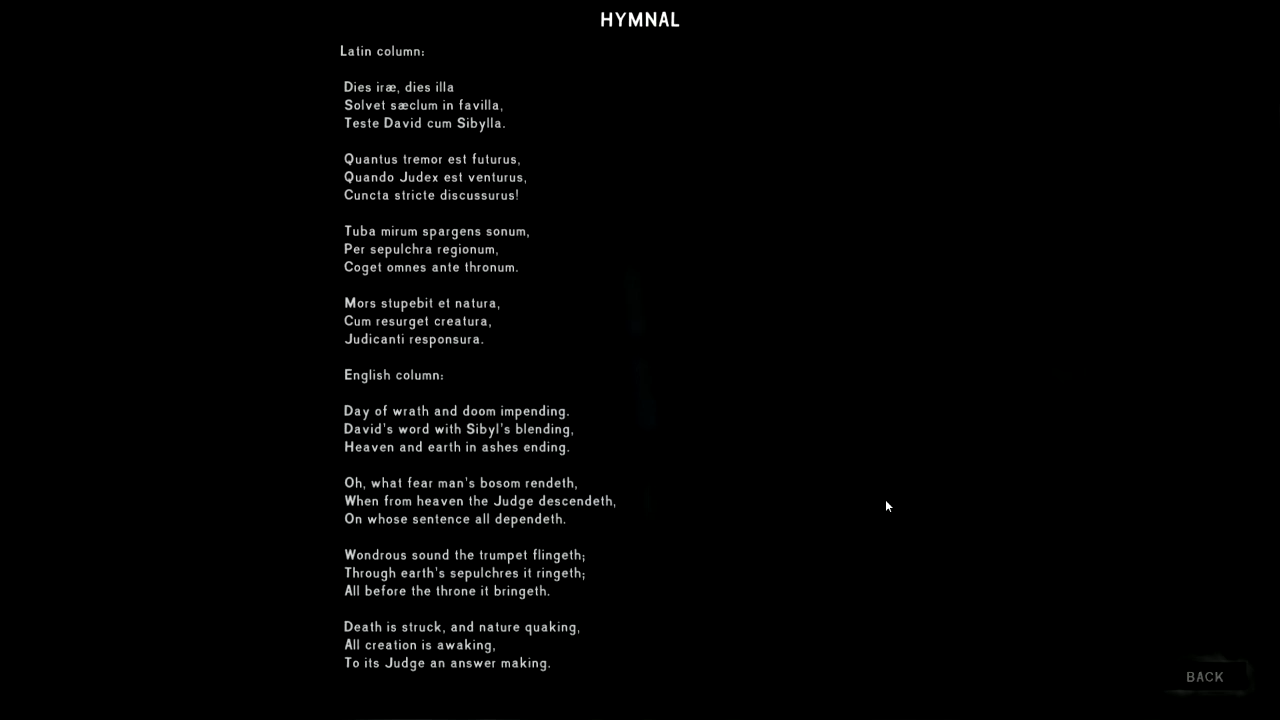 HYMNAL
Latin column:
Dies iræ, dies illa
Solvet sæclum in favilla,
Teste David cum Sibylla.
Quantus tremor est futurus,
Quando Judex est venturus,
Cuncta stricte discussurus!
Tuba mirum spargens sonum,
Per sepulchra regionum,
Coget omnes ante thronum.
Mors stupebit et natura,
Cum resurget creatura,
Judicanti responsura.
English column:
Day of wrath and doom impending.
David's word with Sibyl's blending,
Heaven and earth in ashes ending.
Oh, what fear man's bosom rendeth,
When from heaven the Judge descendeth,
On whose sentence all dependeth.
Wondrous sound the trumpet flingeth;
Through earth's sepulchres it ringeth;
All before the throne it bringeth.
Death is struck, and nature quaking,
All creation is awaking,
To its Judge an answer making.
BACK